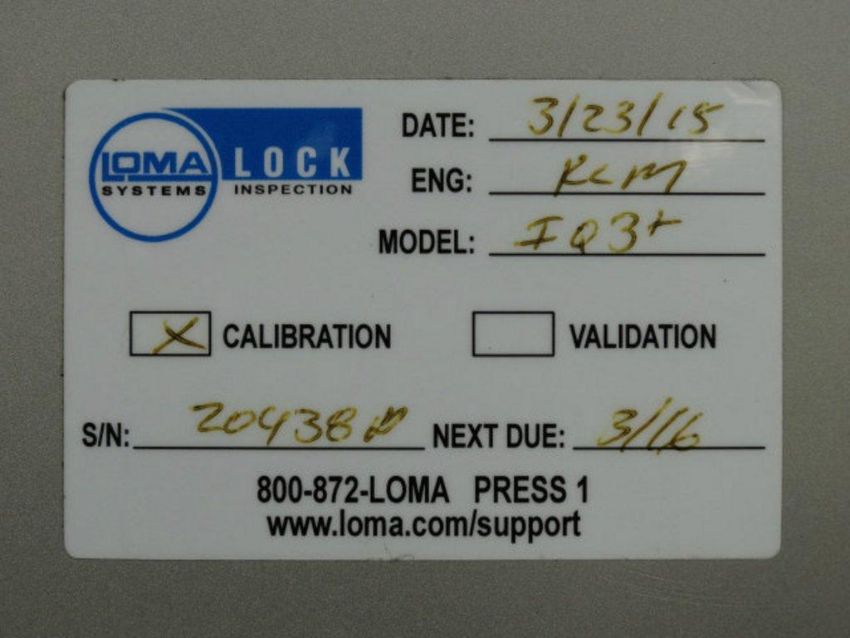 LOMA SYSTEMS LOCK INSPECTION
DATE: 3/23/15
ENG: KCM
MODEL: IQ3+
X CALIBRATION VALIDATION
S/N: 20438 NEXT DUE: 3/16
800-872-LOMA PRESS 1
www.loma.com/support